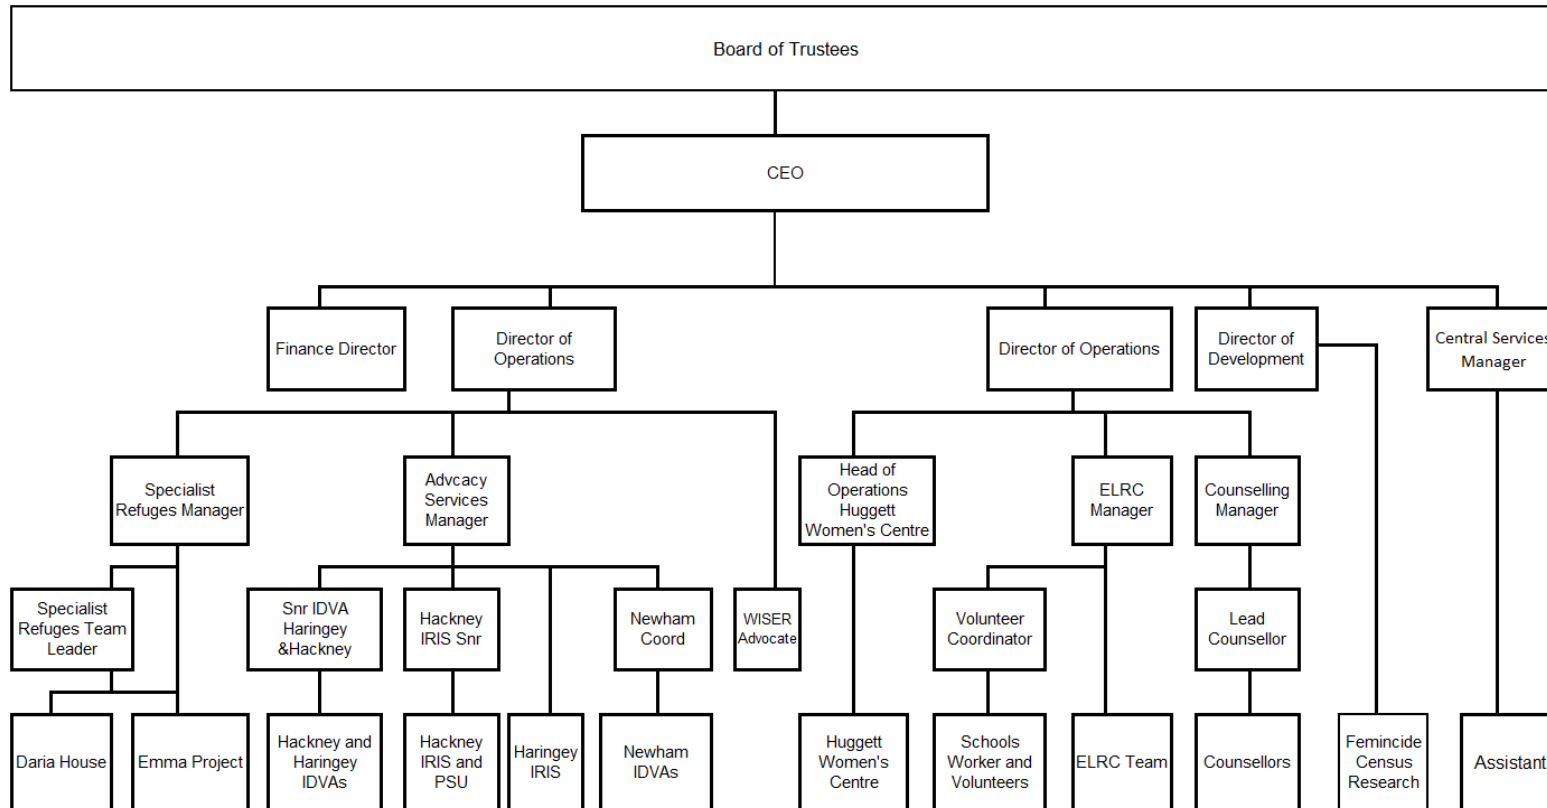 Board of Trustees
CEO
Finance Director
Director of
Operations
Director of Operations
Director of
Development
Central Services
Manager
Specialist
Refuges Manager
Advcacy
Services
Manager
Head of
Operations
Huggett
Women's Centre
ELRC
Manager
Counselling
Manager
Specialist
Refuges Team
Leader
Snr IDVA
Haringey
&Hackney
Hackney
IRIS Snr
Newham
Coord
WISER
Advocate
Volunteer
Coordinator
Lead
Counsellor
Daria House
Emma Project
Hackney and
Haringey
IDVAs
Hackney
IRIS and
PSU
Haringey
IRIS
Newham
IDVAs
Huggett
Women's
Centre
Schools
Worker and
Volunteers
ELRC Team
Counsellors
Femincide
Census
Research
Assistant